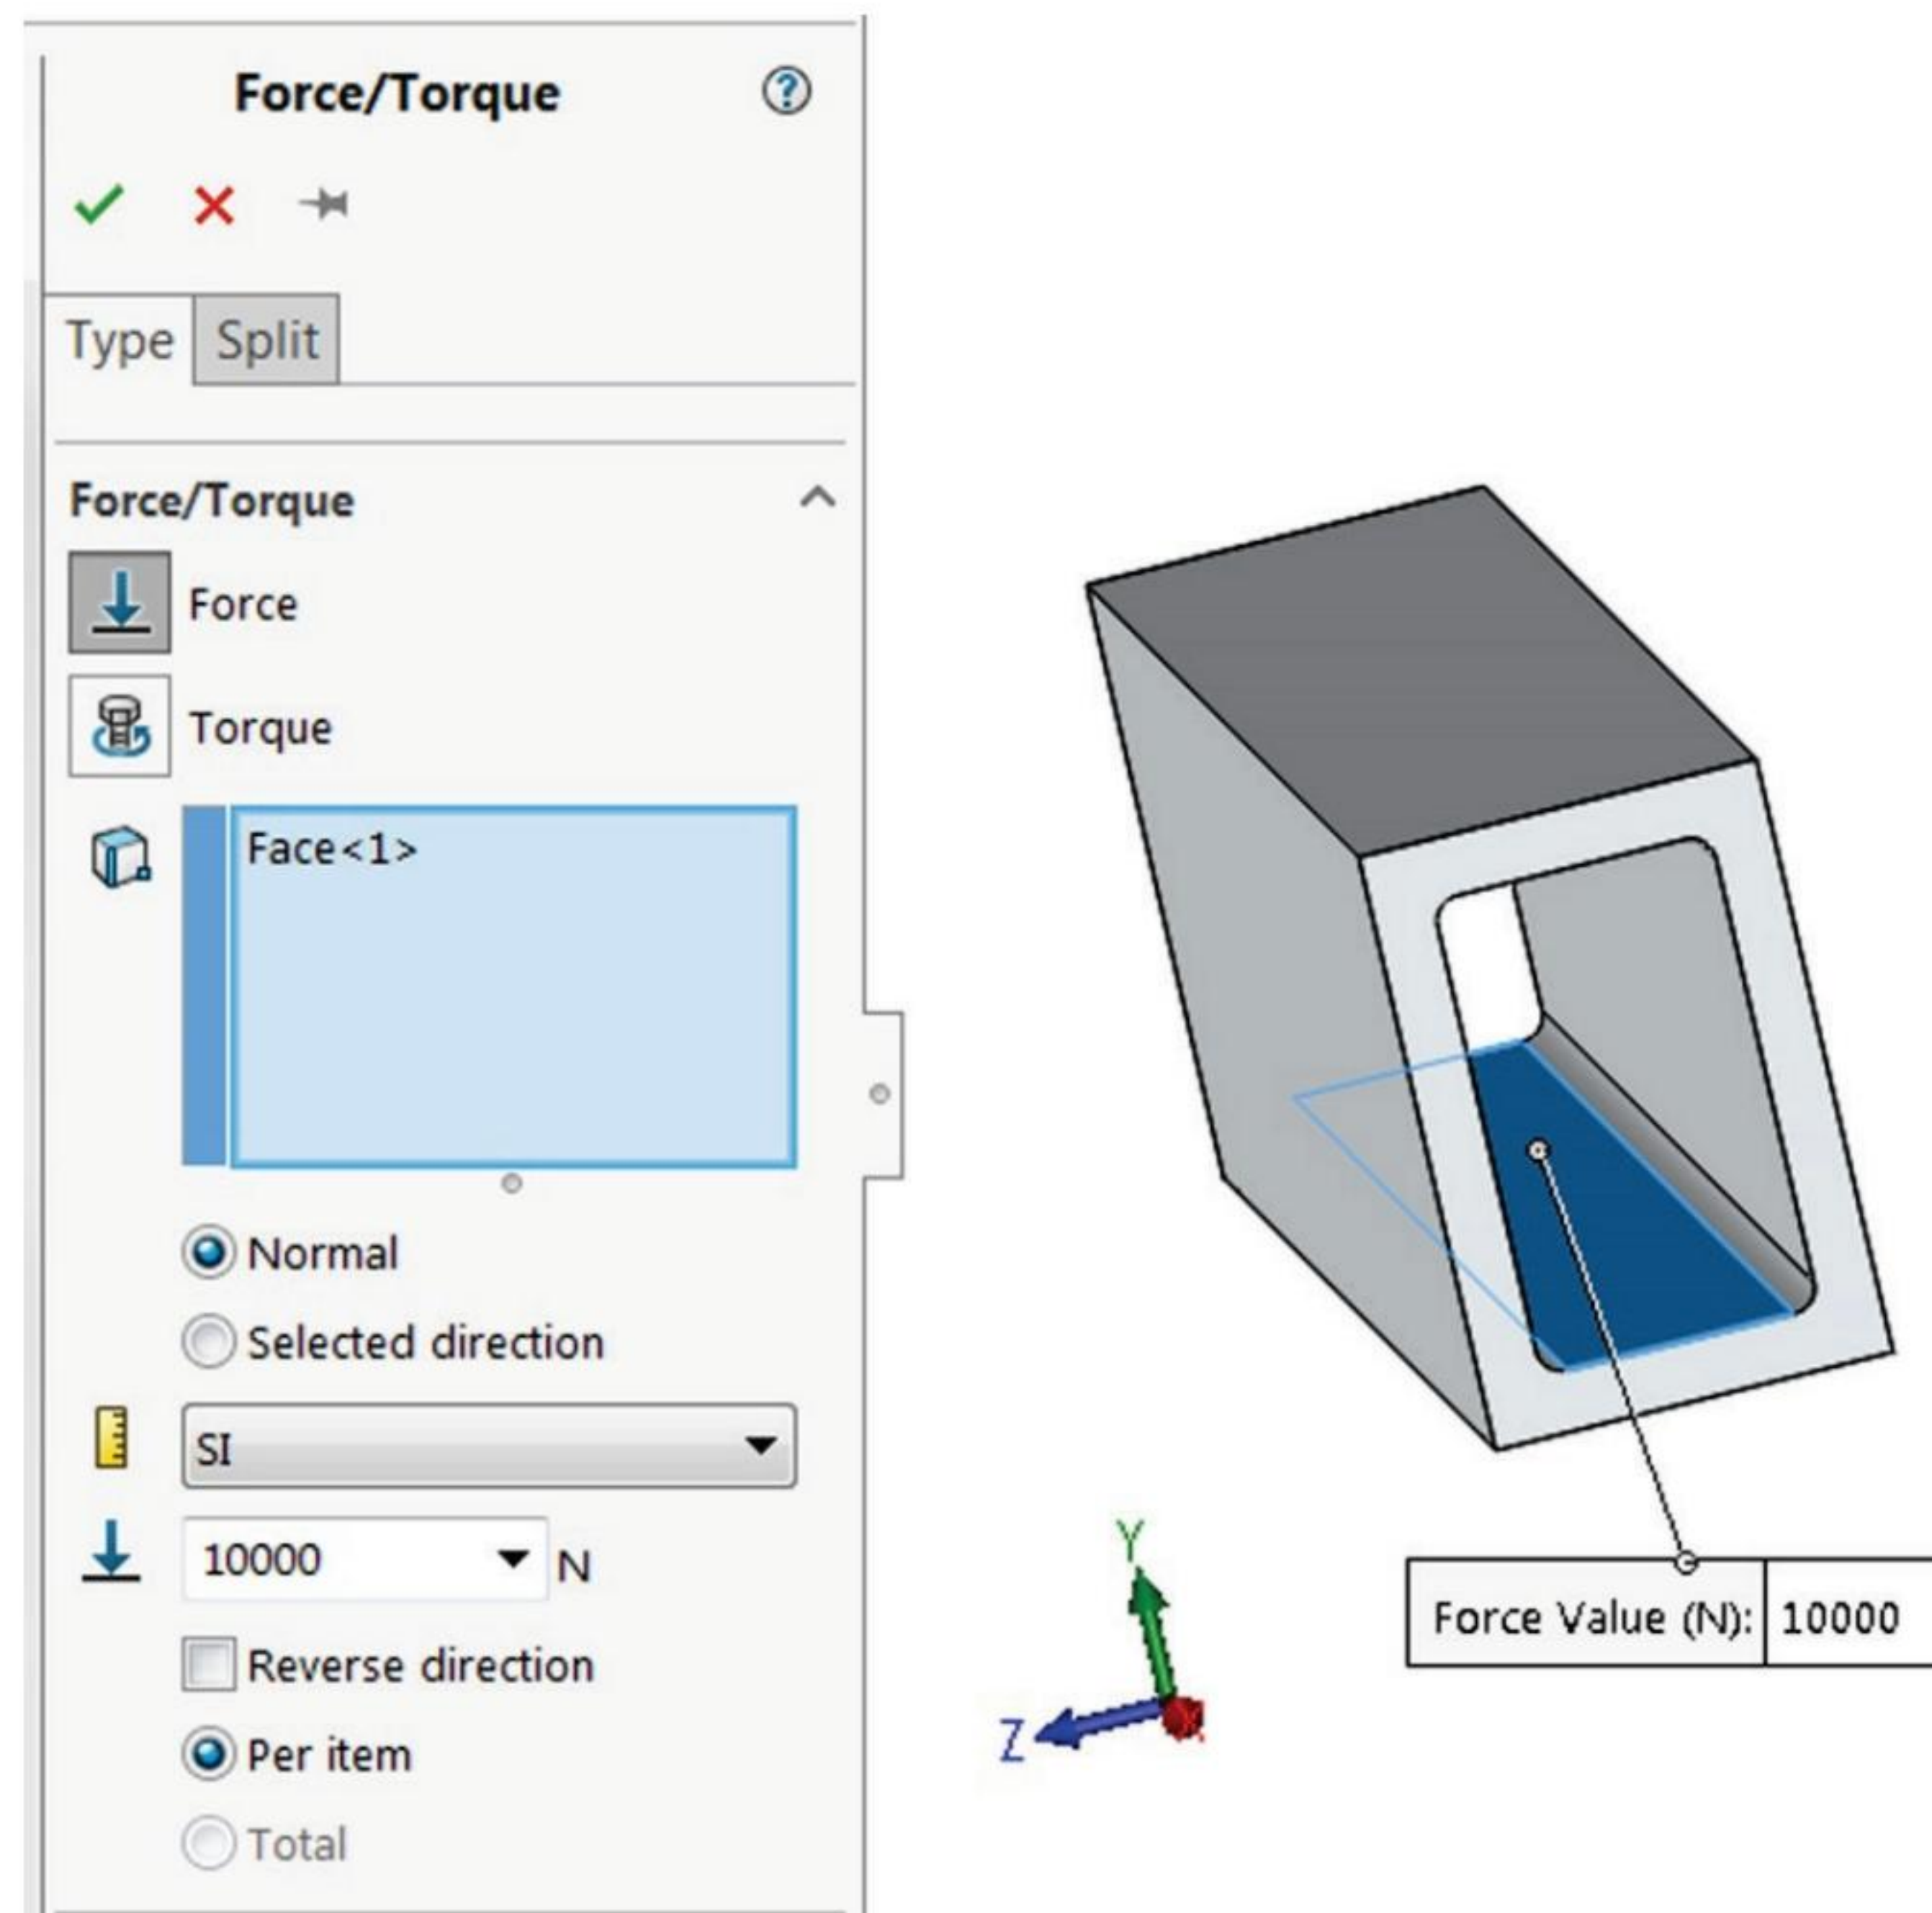 Force/Torque
?
Type Split
Force/Torque
Force
Torque
Face<1>
Normal
Selected direction
SI
10000 N
Reverse direction
Per item
Total
Y
Z
Force Value (N): 10000